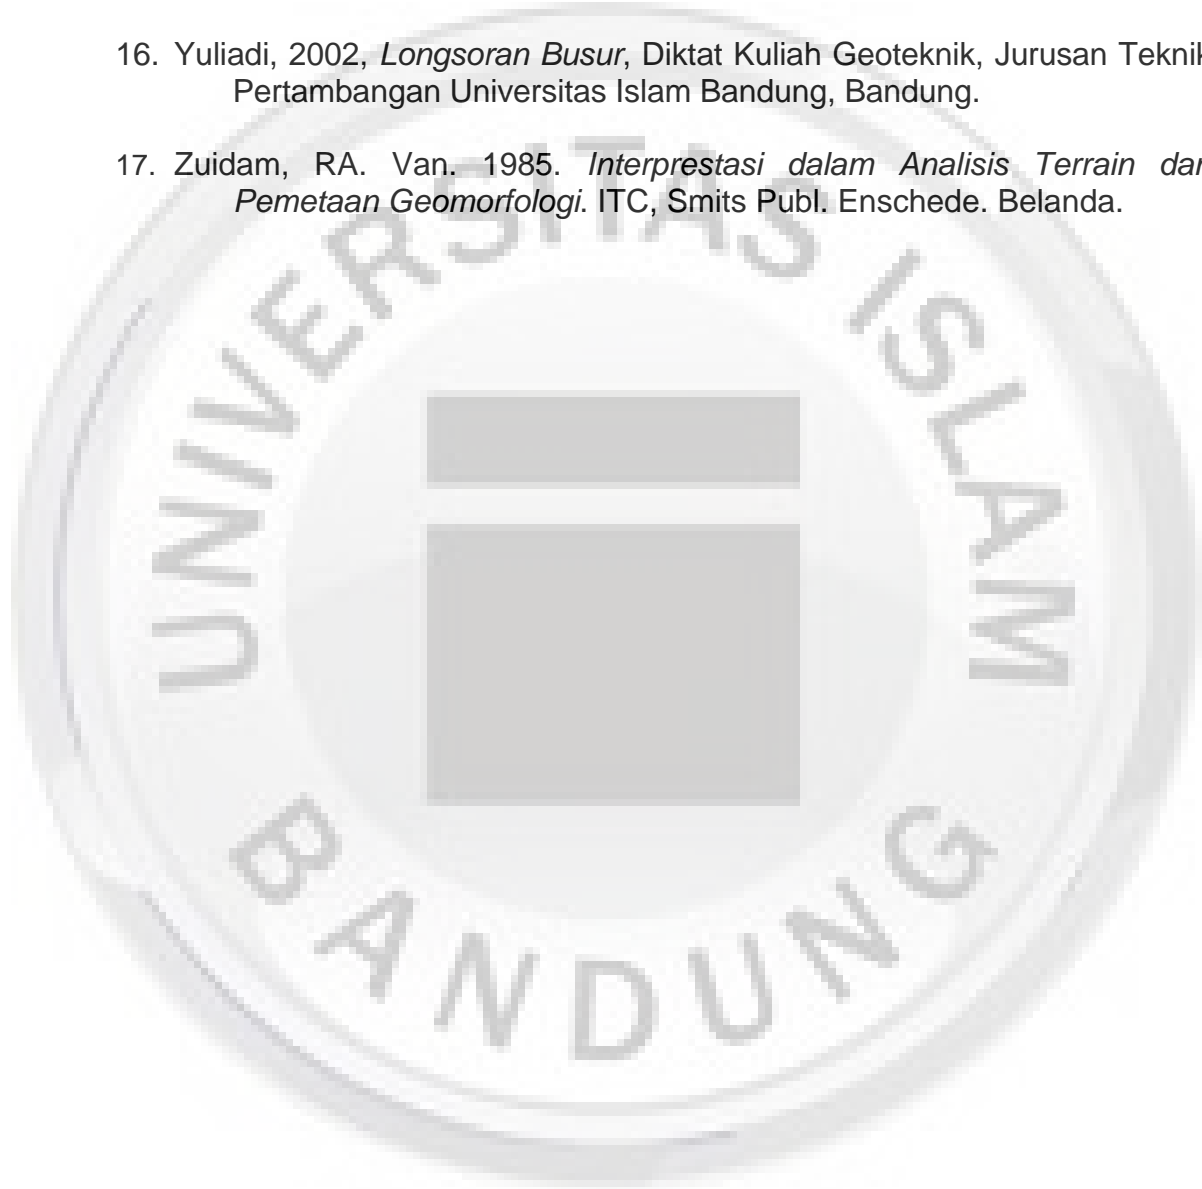 16. Yuliadi, 2002, Longsoran Busur, Diktat Kuliah Geoteknik, Jurusan Teknik
Pertambangan Universitas Islam Bandung, Bandung.
17. Zuidam, RA. Van. 1985. Interprestasi dalam Analisis Terrain dan
Pemetaan Geomorfologi. ITC, Smits Publ. Enschede. Belanda.
UNIVERSITAS ISLAM
BANDUNG